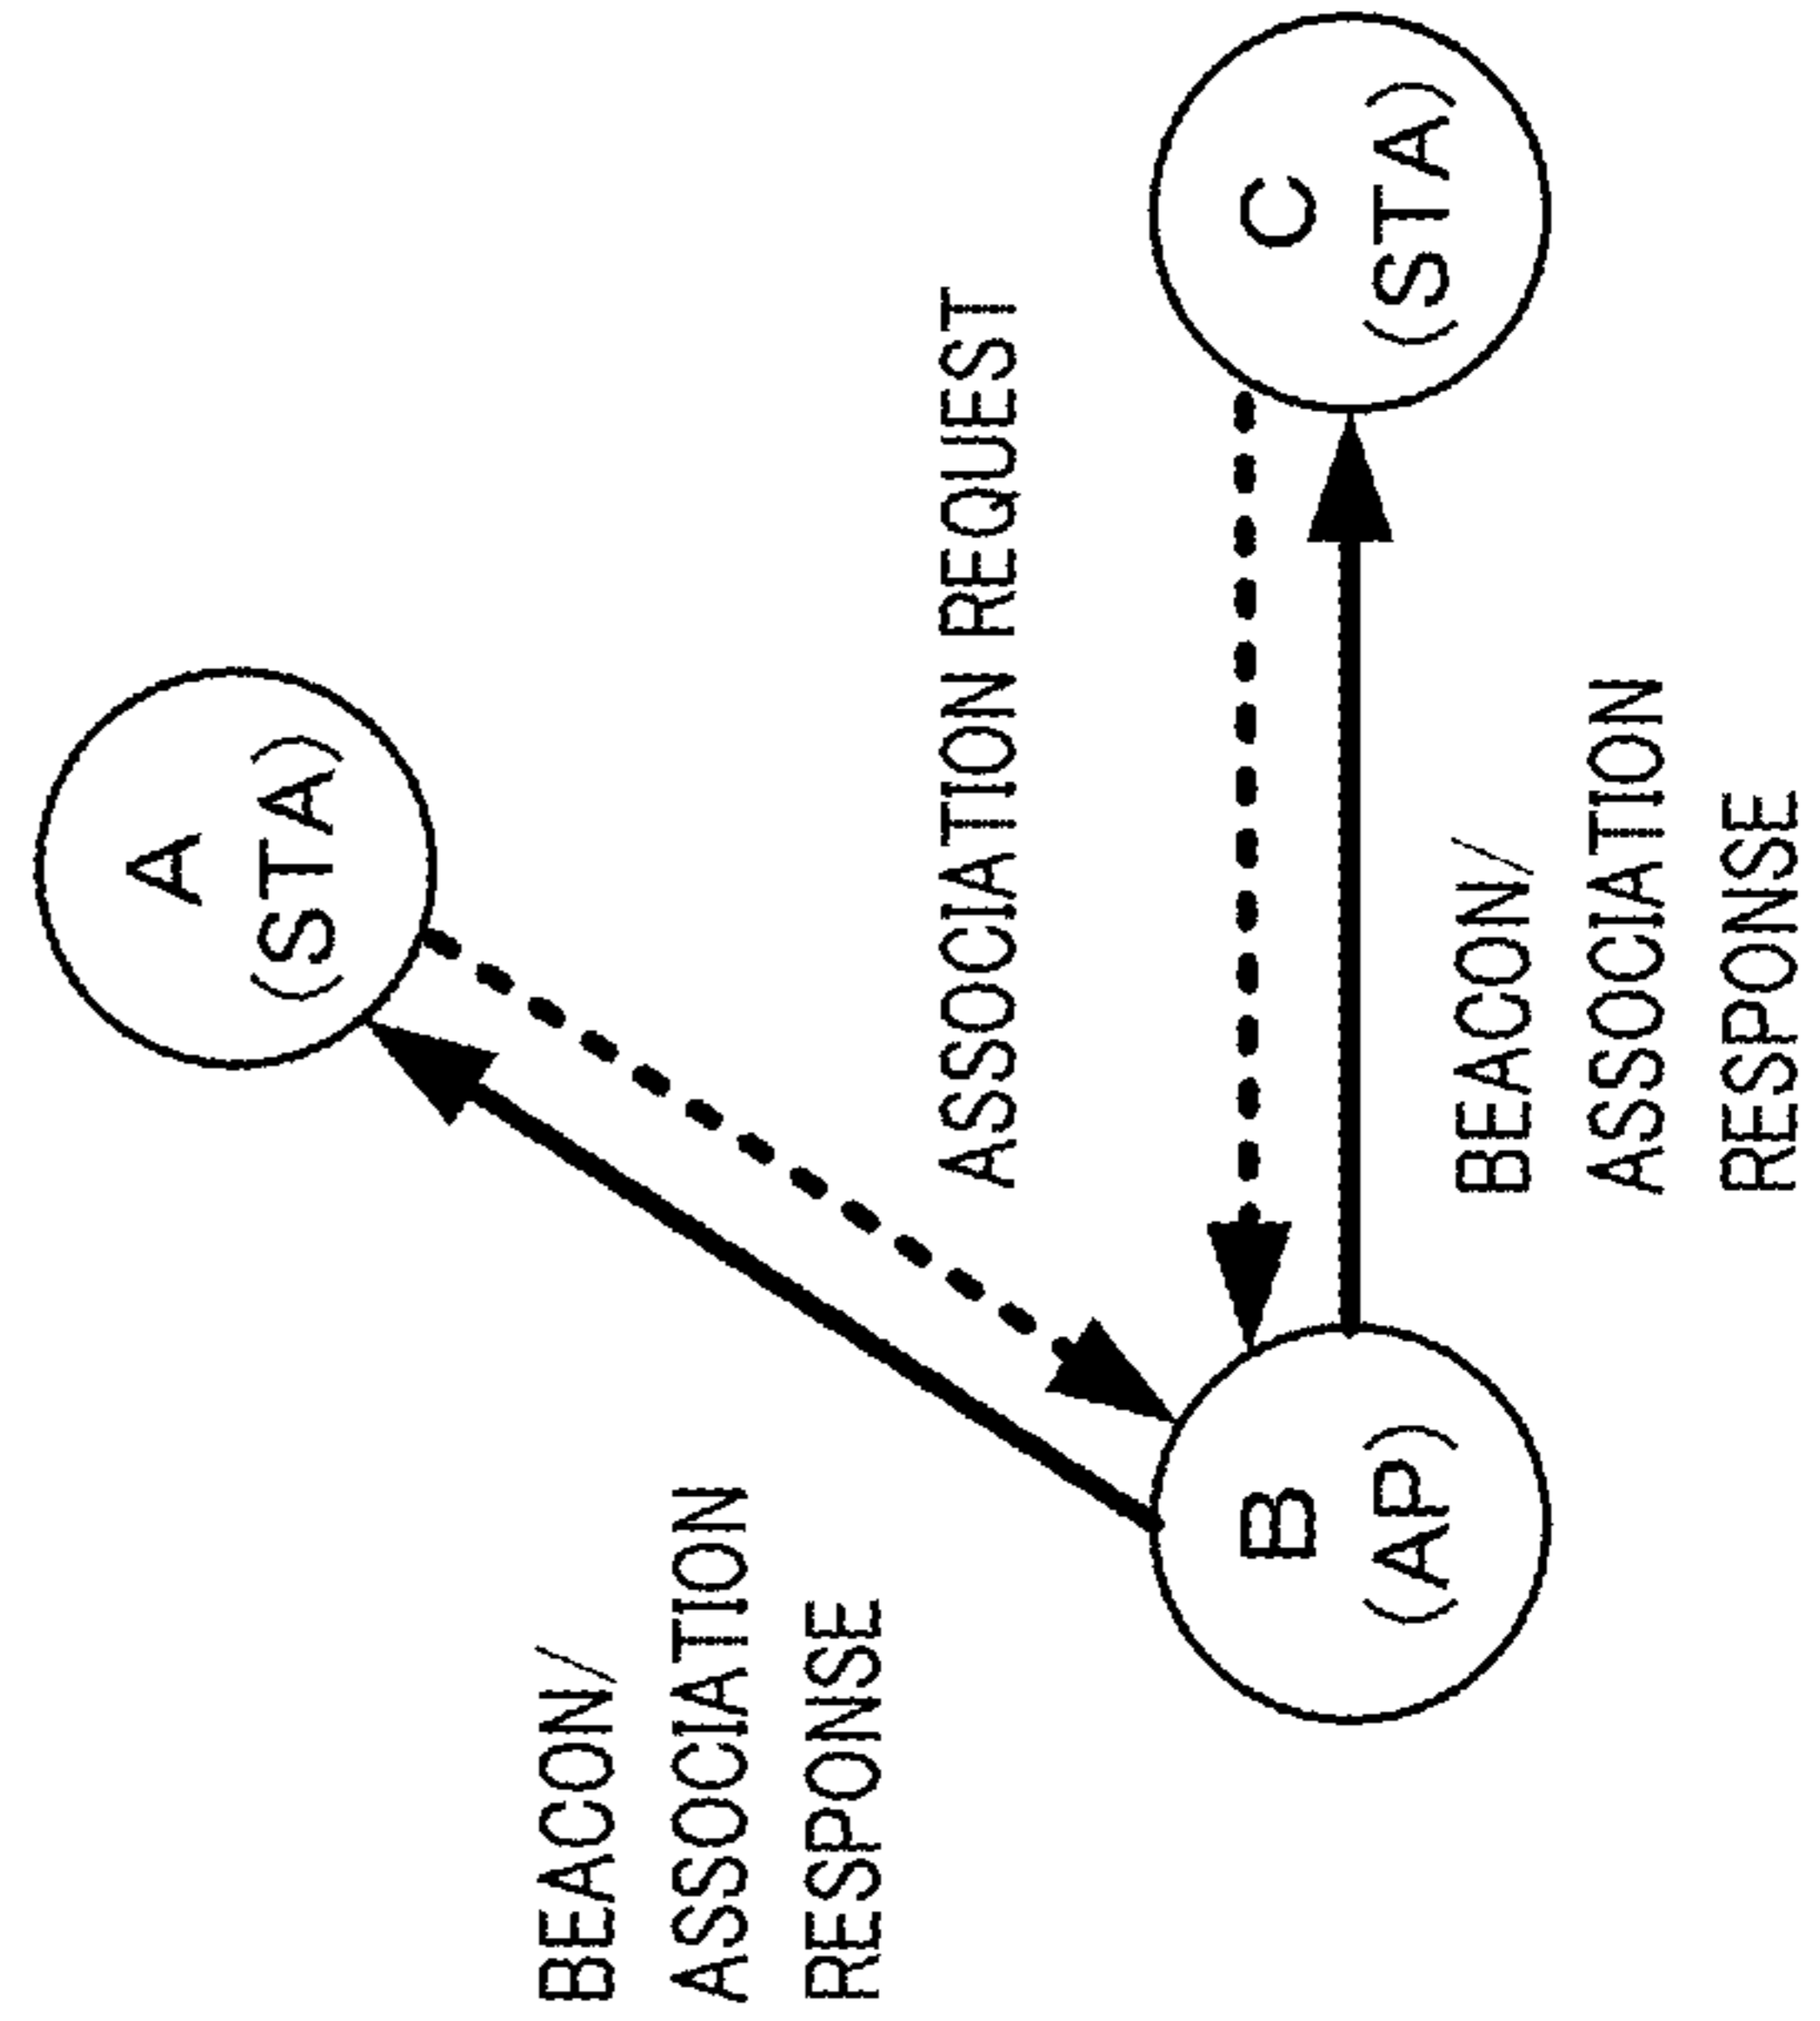 A
(STA)
BEACON/
ASSOCIATION
RESPONSE
ASSOCIATION REQUEST
B
(AP)
C
(STA)
BEACON/
ASSOCIATION
RESPONSE